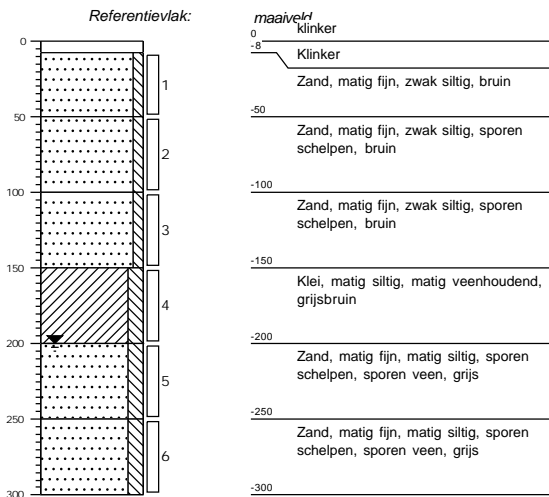 Referentievlak: maaiveld
0 0 klinker
-8 Klinker
1 Zand, matig fijn, zwak siltig, bruin
50 -50
2 Zand, matig fijn, zwak siltig, sporen
schelpen, bruin
100 -100
3 Zand, matig fijn, zwak siltig, sporen
schelpen, bruin
150 -150
4 Klei, matig siltig, matig veenhoudend,
grijsbruin
200 -200
5 Zand, matig fijn, matig siltig, sporen
schelpen, sporen veen, grijs
250 -250
6 Zand, matig fijn, matig siltig, sporen
schelpen, sporen veen, grijs
300 -300